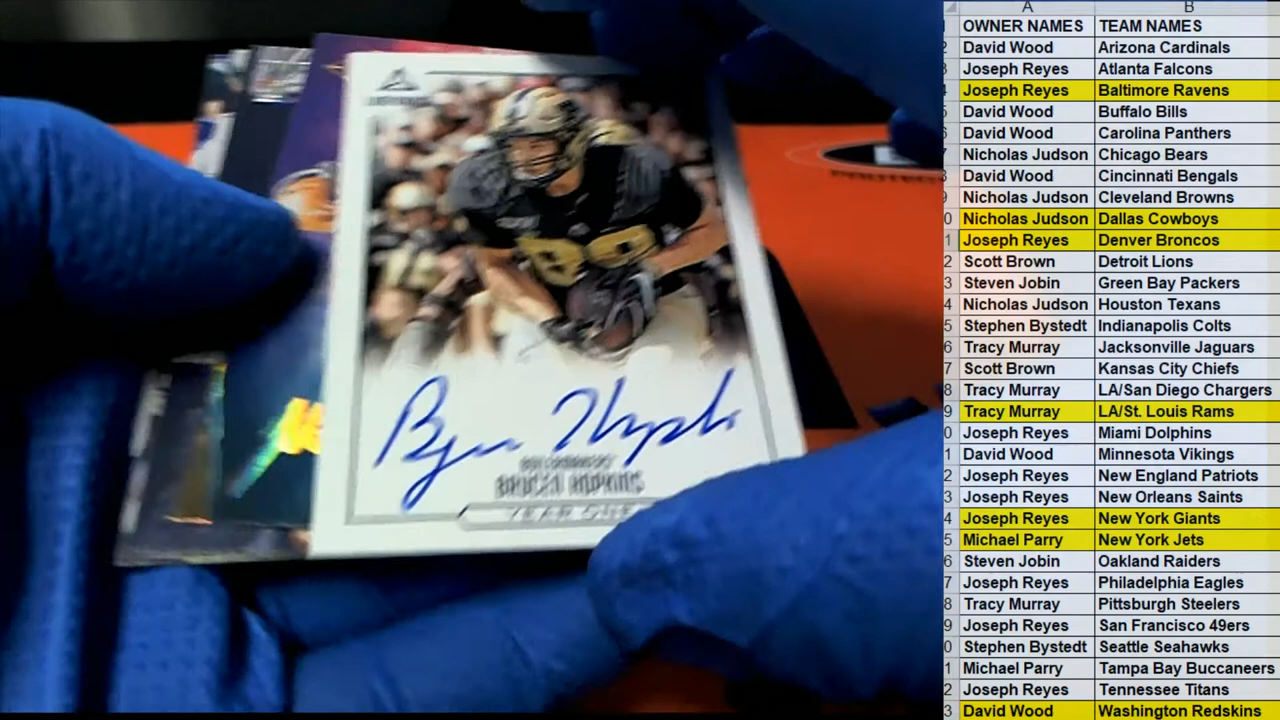 BRYCEN HOPKINS
YEAR ONE
A B
OWNER NAMES TEAM NAMES
David Wood Arizona Cardinals
Joseph Reyes Atlanta Falcons
Joseph Reyes Baltimore Ravens
David Wood Buffalo Bills
David Wood Carolina Panthers
Nicholas Judson Chicago Bears
David Wood Cincinnati Bengals
Nicholas Judson Cleveland Browns
Nicholas Judson Dallas Cowboys
Joseph Reyes Denver Broncos
Scott Brown Detroit Lions
Steven Jobin Green Bay Packers
Nicholas Judson Houston Texans
Stephen Bystedt Indianapolis Colts
Tracy Murray Jacksonville Jaguars
Scott Brown Kansas City Chiefs
Tracy Murray LA/San Diego Chargers
Tracy Murray LA/St. Louis Rams
Joseph Reyes Miami Dolphins
David Wood Minnesota Vikings
Joseph Reyes New England Patriots
Joseph Reyes New Orleans Saints
Joseph Reyes New York Giants
Michael Parry New York Jets
Steven Jobin Oakland Raiders
Joseph Reyes Philadelphia Eagles
Tracy Murray Pittsburgh Steelers
Joseph Reyes San Francisco 49ers
Stephen Bystedt Seattle Seahawks
Michael Parry Tampa Bay Buccaneers
Joseph Reyes Tennessee Titans
David Wood Washington Redskins